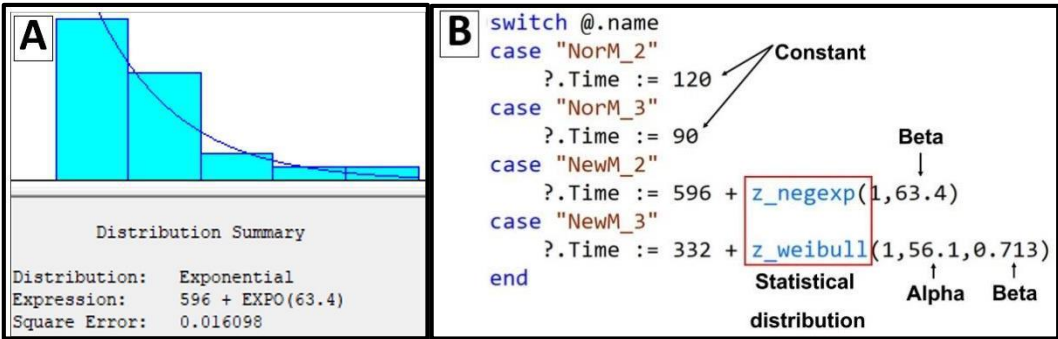 A
Distribution Summary
Distribution: Exponential
Expression: 596 + EXPO(63.4)
Square Error: 0.016098
B
switch @.name
case "NorM_2"
?.Time := 120
case "NorM_3"
?.Time := 90
case "NewM_2"
?.Time := 596 + z_negexp(1,63.4)
case "NewM_3"
?.Time := 332 + z_weibull(1,56.1,0.713)
end
Constant
Beta
Statistical
distribution
Alpha Beta